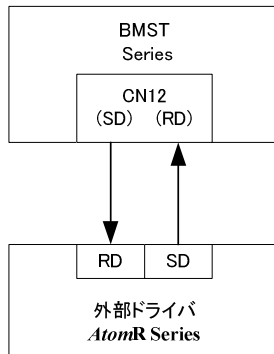 BMST
Series
CN12
(SD) (RD)
RD SD
外部ドライバ
AtomR Series